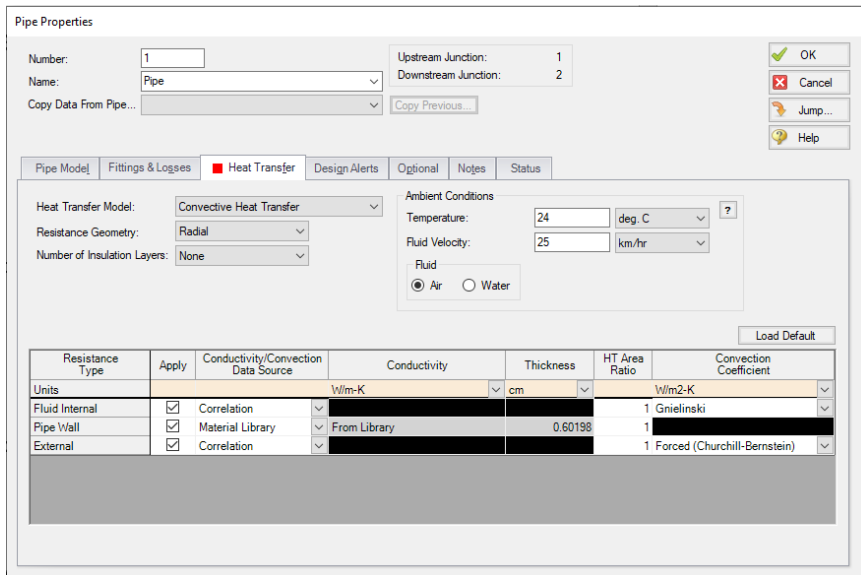 Pipe Properties
Number: 1
Name: Pipe
Copy Data From Pipe... Copy Previous...
Upstream Junction: 1
Downstream Junction: 2
OK
Cancel
Jump...
Help
Pipe Model Fittings & Losses Heat Transfer Design Alerts Optional Notes Status
Heat Transfer Model: Convective Heat Transfer
Resistance Geometry: Radial
Number of Insulation Layers: None
Ambient Conditions
Temperature: 24 deg. C ?
Fluid Velocity: 25 km/hr
Fluid
Air Water
Load Default
Resistance Type Apply Conductivity/Convection Data Source Conductivity Thickness HT Area Ratio Convection Coefficient
Units W/m-K cm W/m2-K
Fluid Internal Correlation 1 Gnielinski
Pipe Wall Material Library From Library 0.60198 1
External Correlation 1 Forced (Churchill-Bernstein)